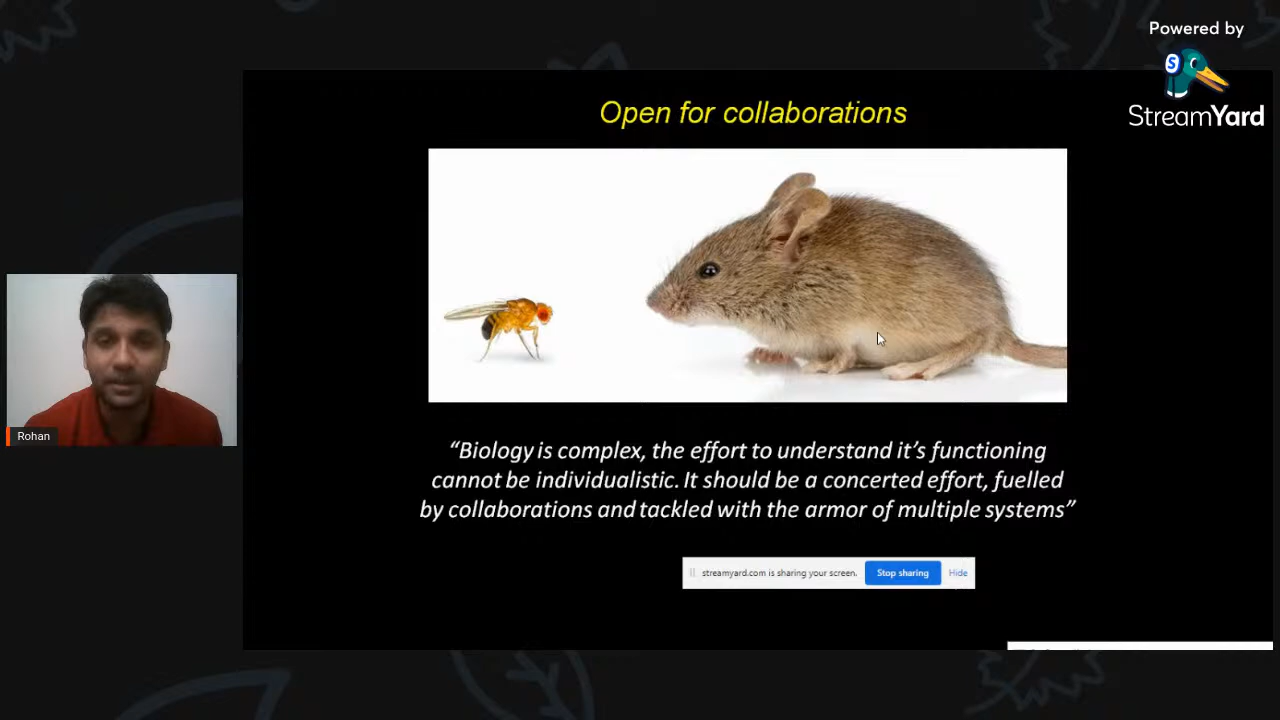 Powered by
S
StreamYard
Open for collaborations
Rohan
“Biology is complex, the effort to understand it’s functioning
cannot be individualistic. It should be a concerted effort, fuelled
by collaborations and tackled with the armor of multiple systems”
streamyard.com is sharing your screen. Stop sharing Hide